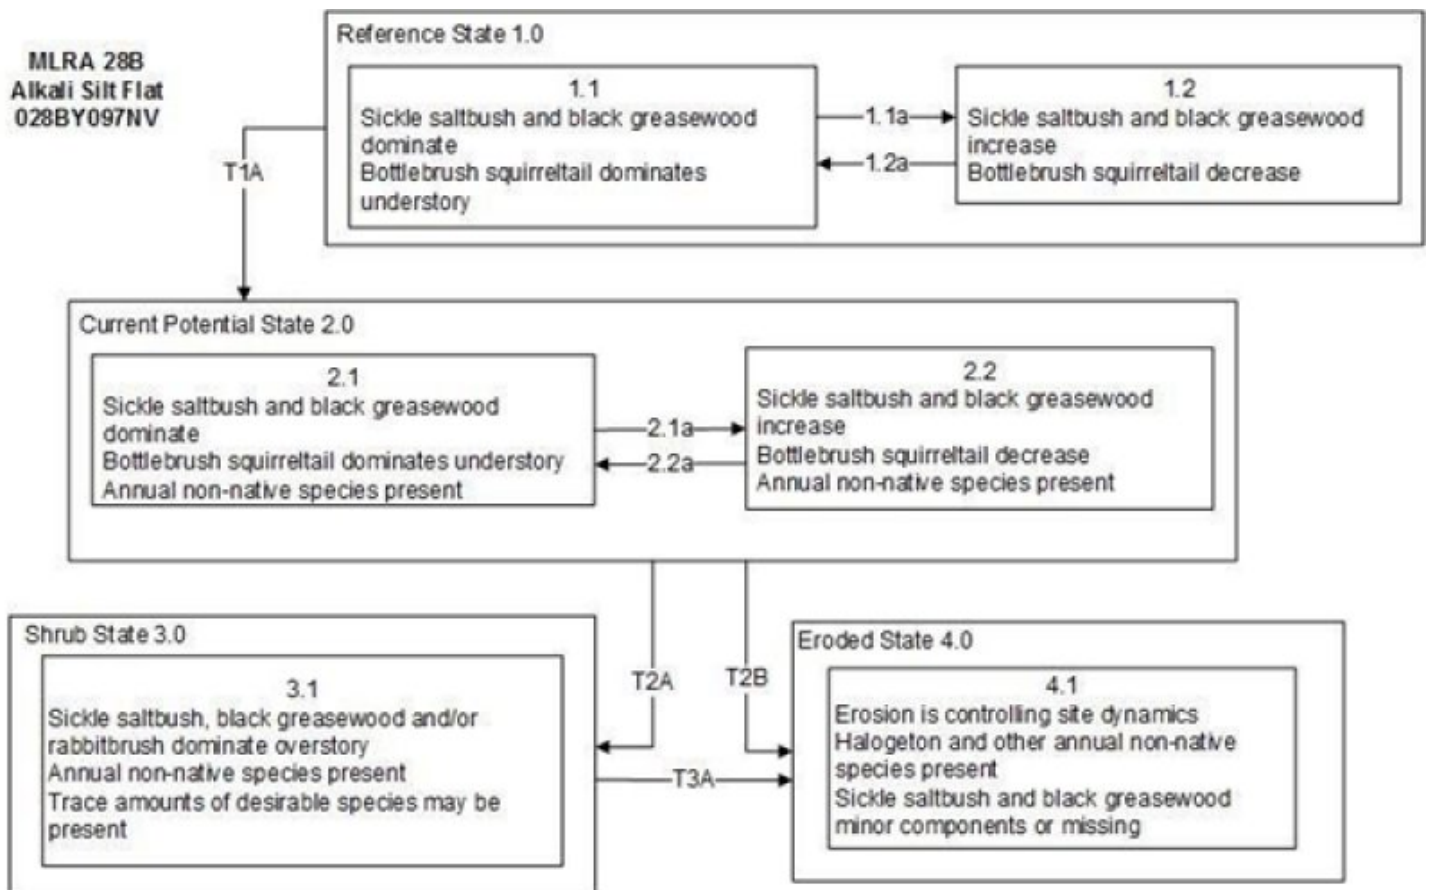 MLRA 28B
Alkali Silt Flat
028BY097NV
Reference State 1.0
1.1
Sickle saltbush and black greasewood
dominate
Bottlebrush squirreltail dominates
understory
1.1a
1.2a
1.2
Sickle saltbush and black greasewood
increase
Bottlebrush squirreltail decrease
T1A
Current Potential State 2.0
2.1
Sickle saltbush and black greasewood
dominate
Bottlebrush squirreltail dominates understory
Annual non-native species present
2.1a
2.2a
2.2
Sickle saltbush and black greasewood
increase
Bottlebrush squirreltail decrease
Annual non-native species present
T2A
T2B
Shrub State 3.0
3.1
Sickle saltbush, black greasewood and/or
rabbitbrush dominate overstory
Annual non-native species present
Trace amounts of desirable species may be
present
T3A
Eroded State 4.0
4.1
Erosion is controlling site dynamics
Halogeton and other annual non-native
species present
Sickle saltbush and black greasewood
minor components or missing